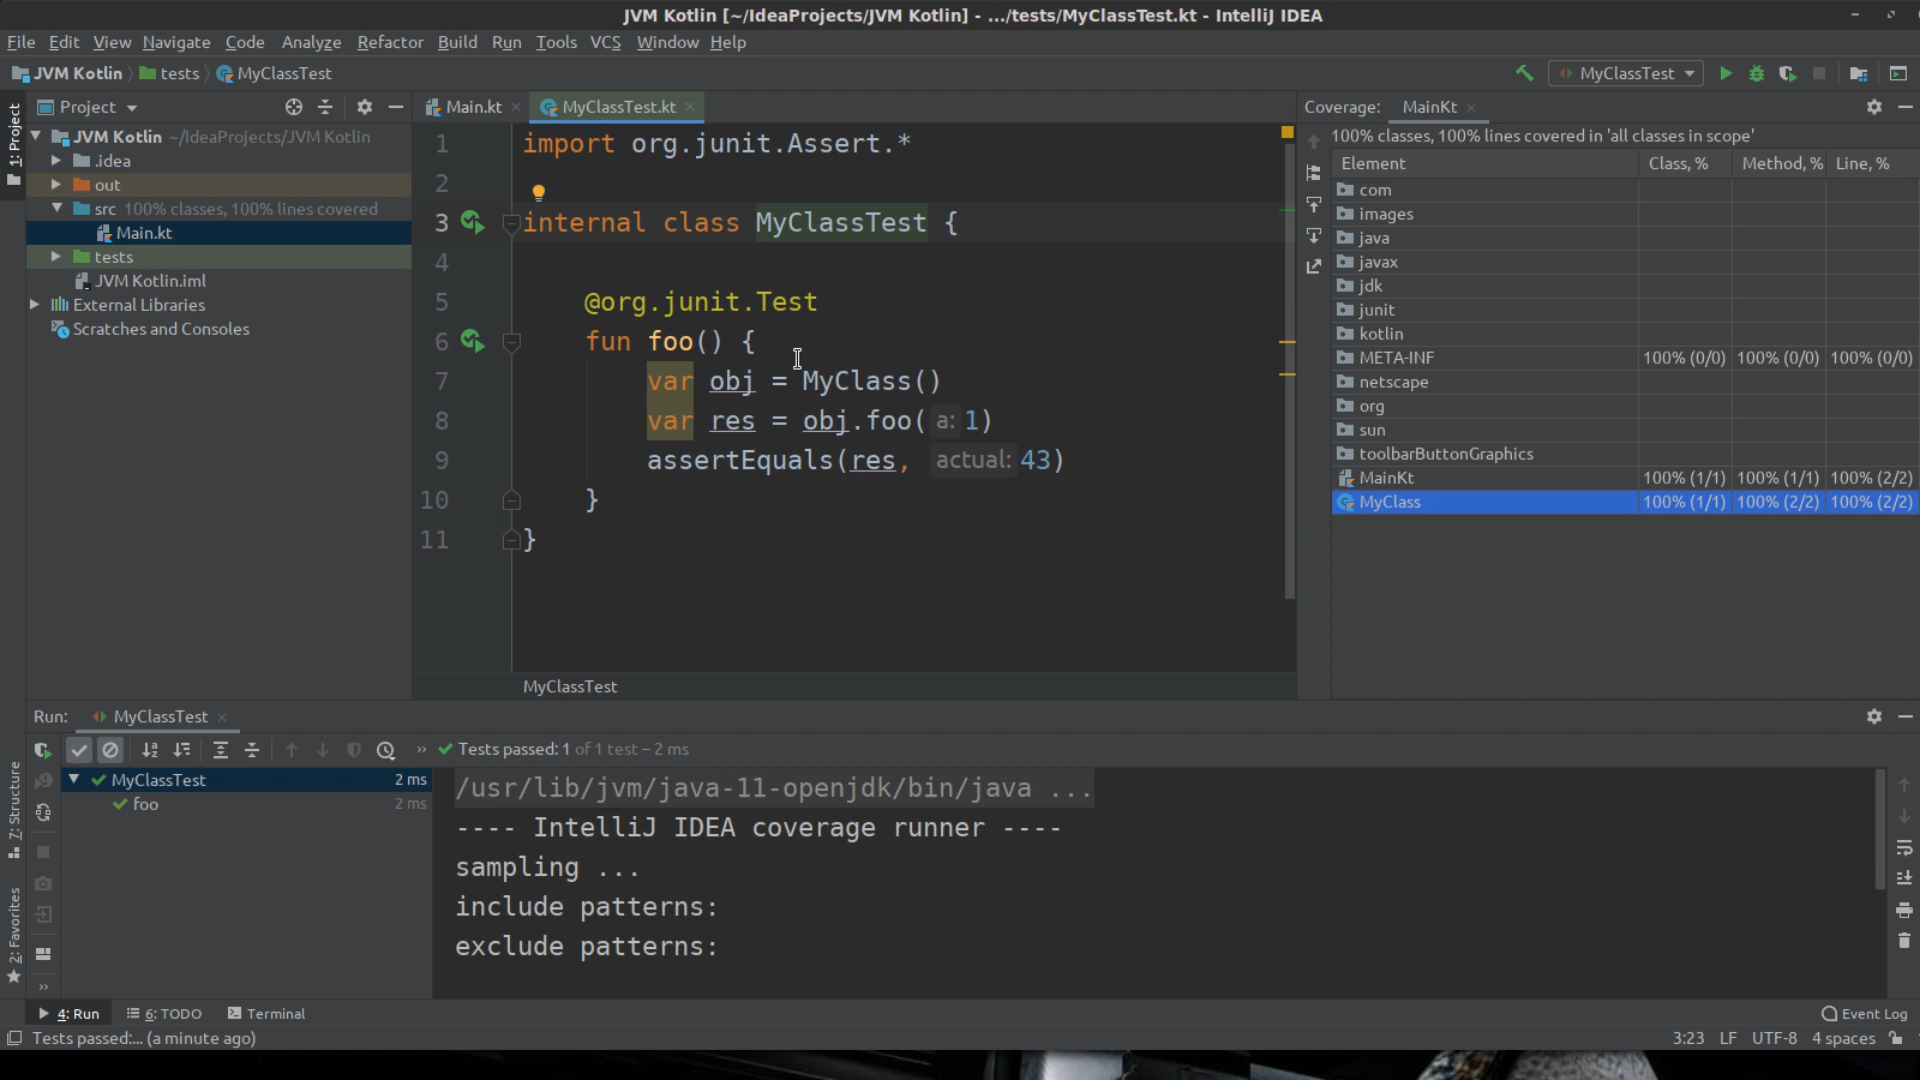 JVM Kotlin [~/IdeaProjects/JVM Kotlin] - .../tests/MyClassTest.kt - IntelliJ IDEA
File Edit View Navigate Code Analyze Refactor Build Run Tools VCS Window Help
JVM Kotlin tests MyClassTest
MyClassTest
1: Project
Project
JVM Kotlin ~/IdeaProjects/JVM Kotlin
.idea
out
src 100% classes, 100% lines covered
Main.kt
tests
JVM Kotlin.iml
External Libraries
Scratches and Consoles
Main.kt MyClassTest.kt
1 import org.junit.Assert.*
2
3 internal class MyClassTest {
4
5 @org.junit.Test
6 fun foo() {
7 var obj = MyClass()
8 var res = obj.foo( a: 1)
9 assertEquals(res, actual: 43)
10 }
11 }
MyClassTest
Coverage: MainKt
100% classes, 100% lines covered in 'all classes in scope'
Element Class, % Method, % Line, %
com
images
java
javax
jdk
junit
kotlin
META-INF 100% (0/0) 100% (0/0) 100% (0/0)
netscape
org
sun
toolbarButtonGraphics
MainKt 100% (1/1) 100% (1/1) 100% (2/2)
MyClass 100% (1/1) 100% (2/2) 100% (2/2)
Run: MyClassTest
7: Structure
2: Favorites
» Tests passed: 1 of 1 test – 2 ms
MyClassTest 2 ms
foo 2 ms
»
/usr/lib/jvm/java-11-openjdk/bin/java ...
---- IntelliJ IDEA coverage runner ----
sampling ...
include patterns:
exclude patterns:
4: Run 6: TODO Terminal Event Log
Tests passed:... (a minute ago) 3:23 LF UTF-8 4 spaces